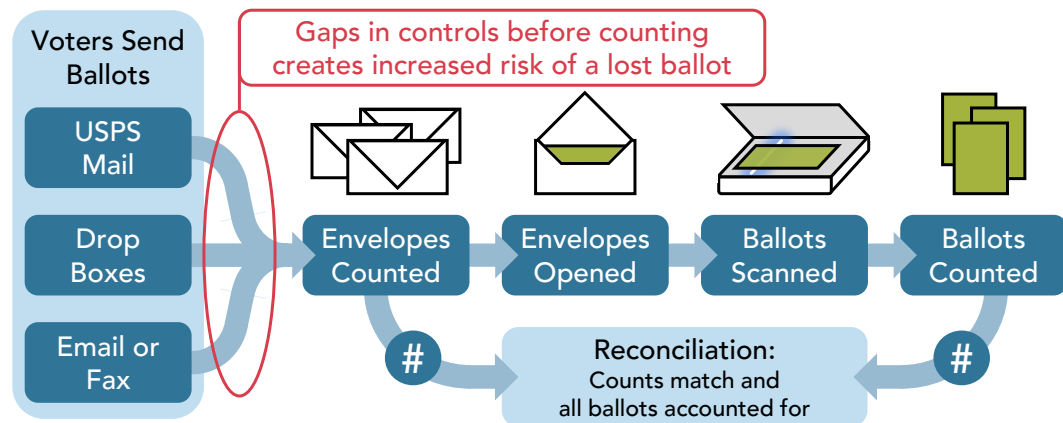 Voters Send
Ballots
Gaps in controls before counting
creates increased risk of a lost ballot
USPS
Mail
Drop
Boxes
Email or
Fax
Envelopes
Counted
Envelopes
Opened
Ballots
Scanned
Ballots
Counted
#
#
Reconciliation:
Counts match and
all ballots accounted for